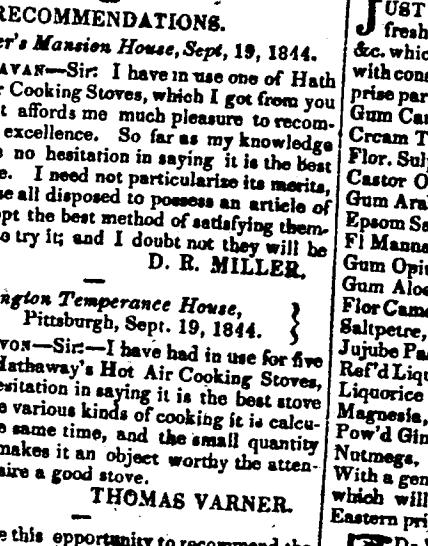 RECOMMENDATIONS.
er's Mansion House, Sept, 19, 1844.
AVAN—Sir: I have in use one of Hath
r Cooking Stoves, which I got from you
t affords me much pleasure to recom-
excellence. So far as my knowledge
s no hesitation in saying it is the best
e. I need not particularize its merits,
se all disposed to possess an article of
opt the best method of satisfying them-
o try it; and I doubt not they will be
D. R. MILLER.
ngton Temperance House,
Pittsburgh, Sept. 19, 1844.
VON—Sir:—I have had in use for five
Hathaway's Hot Air Cooking Stoves,
esitation in saying it is the best stove
e various kinds of cooking it is calcu-
e same time, and the small quantity
makes it an object worthy the atten-
sire a good stove.
THOMAS VARNER.
e this opportunity to recommend the
JUST
fresh
&c. whic
with cons
prise par
Gum Ca
Cream T
Flor. Sul
Castor O
Gum Ara
Epsom Sa
Fl Manna
Gum Opiu
Gum Aloe
Flor Camo
Saltpetre,
Jujube Pa
Ref'd Liqu
Liquorice
Magnesia,
Pow'd Gin
Nutmegs,
With a gen
which will
Eastern pri